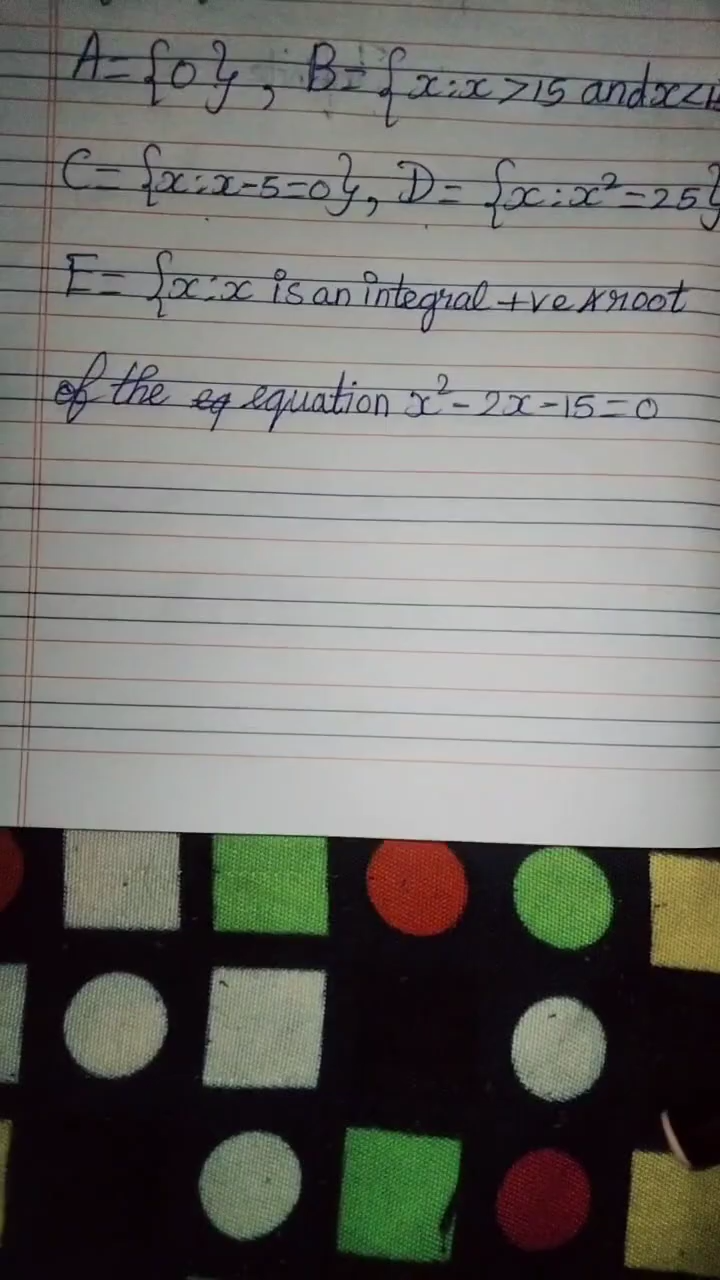 A = {0}, B = {x : x > 15 and x <
C = {x : x - 5 = 0}, D = {x : x² = 25}
E = {x : x is an integral +ve root
of the equation x² - 2x - 15 = 0